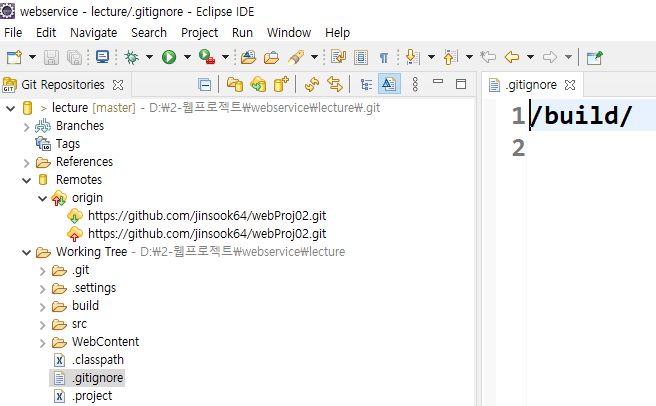 webservice - lecture/.gitignore - Eclipse IDE
File Edit Navigate Search Project Run Window Help
Git Repositories
.gitignore
> lecture [master] - D:₩2-웹프로젝트₩webservice₩lecture₩.git
Branches
Tags
References
Remotes
origin
https://github.com/jinsook64/webProj02.git
https://github.com/jinsook64/webProj02.git
Working Tree - D:₩2-웹프로젝트₩webservice₩lecture
.git
.settings
build
src
WebContent
.classpath
.gitignore
.project
1 /build/
2